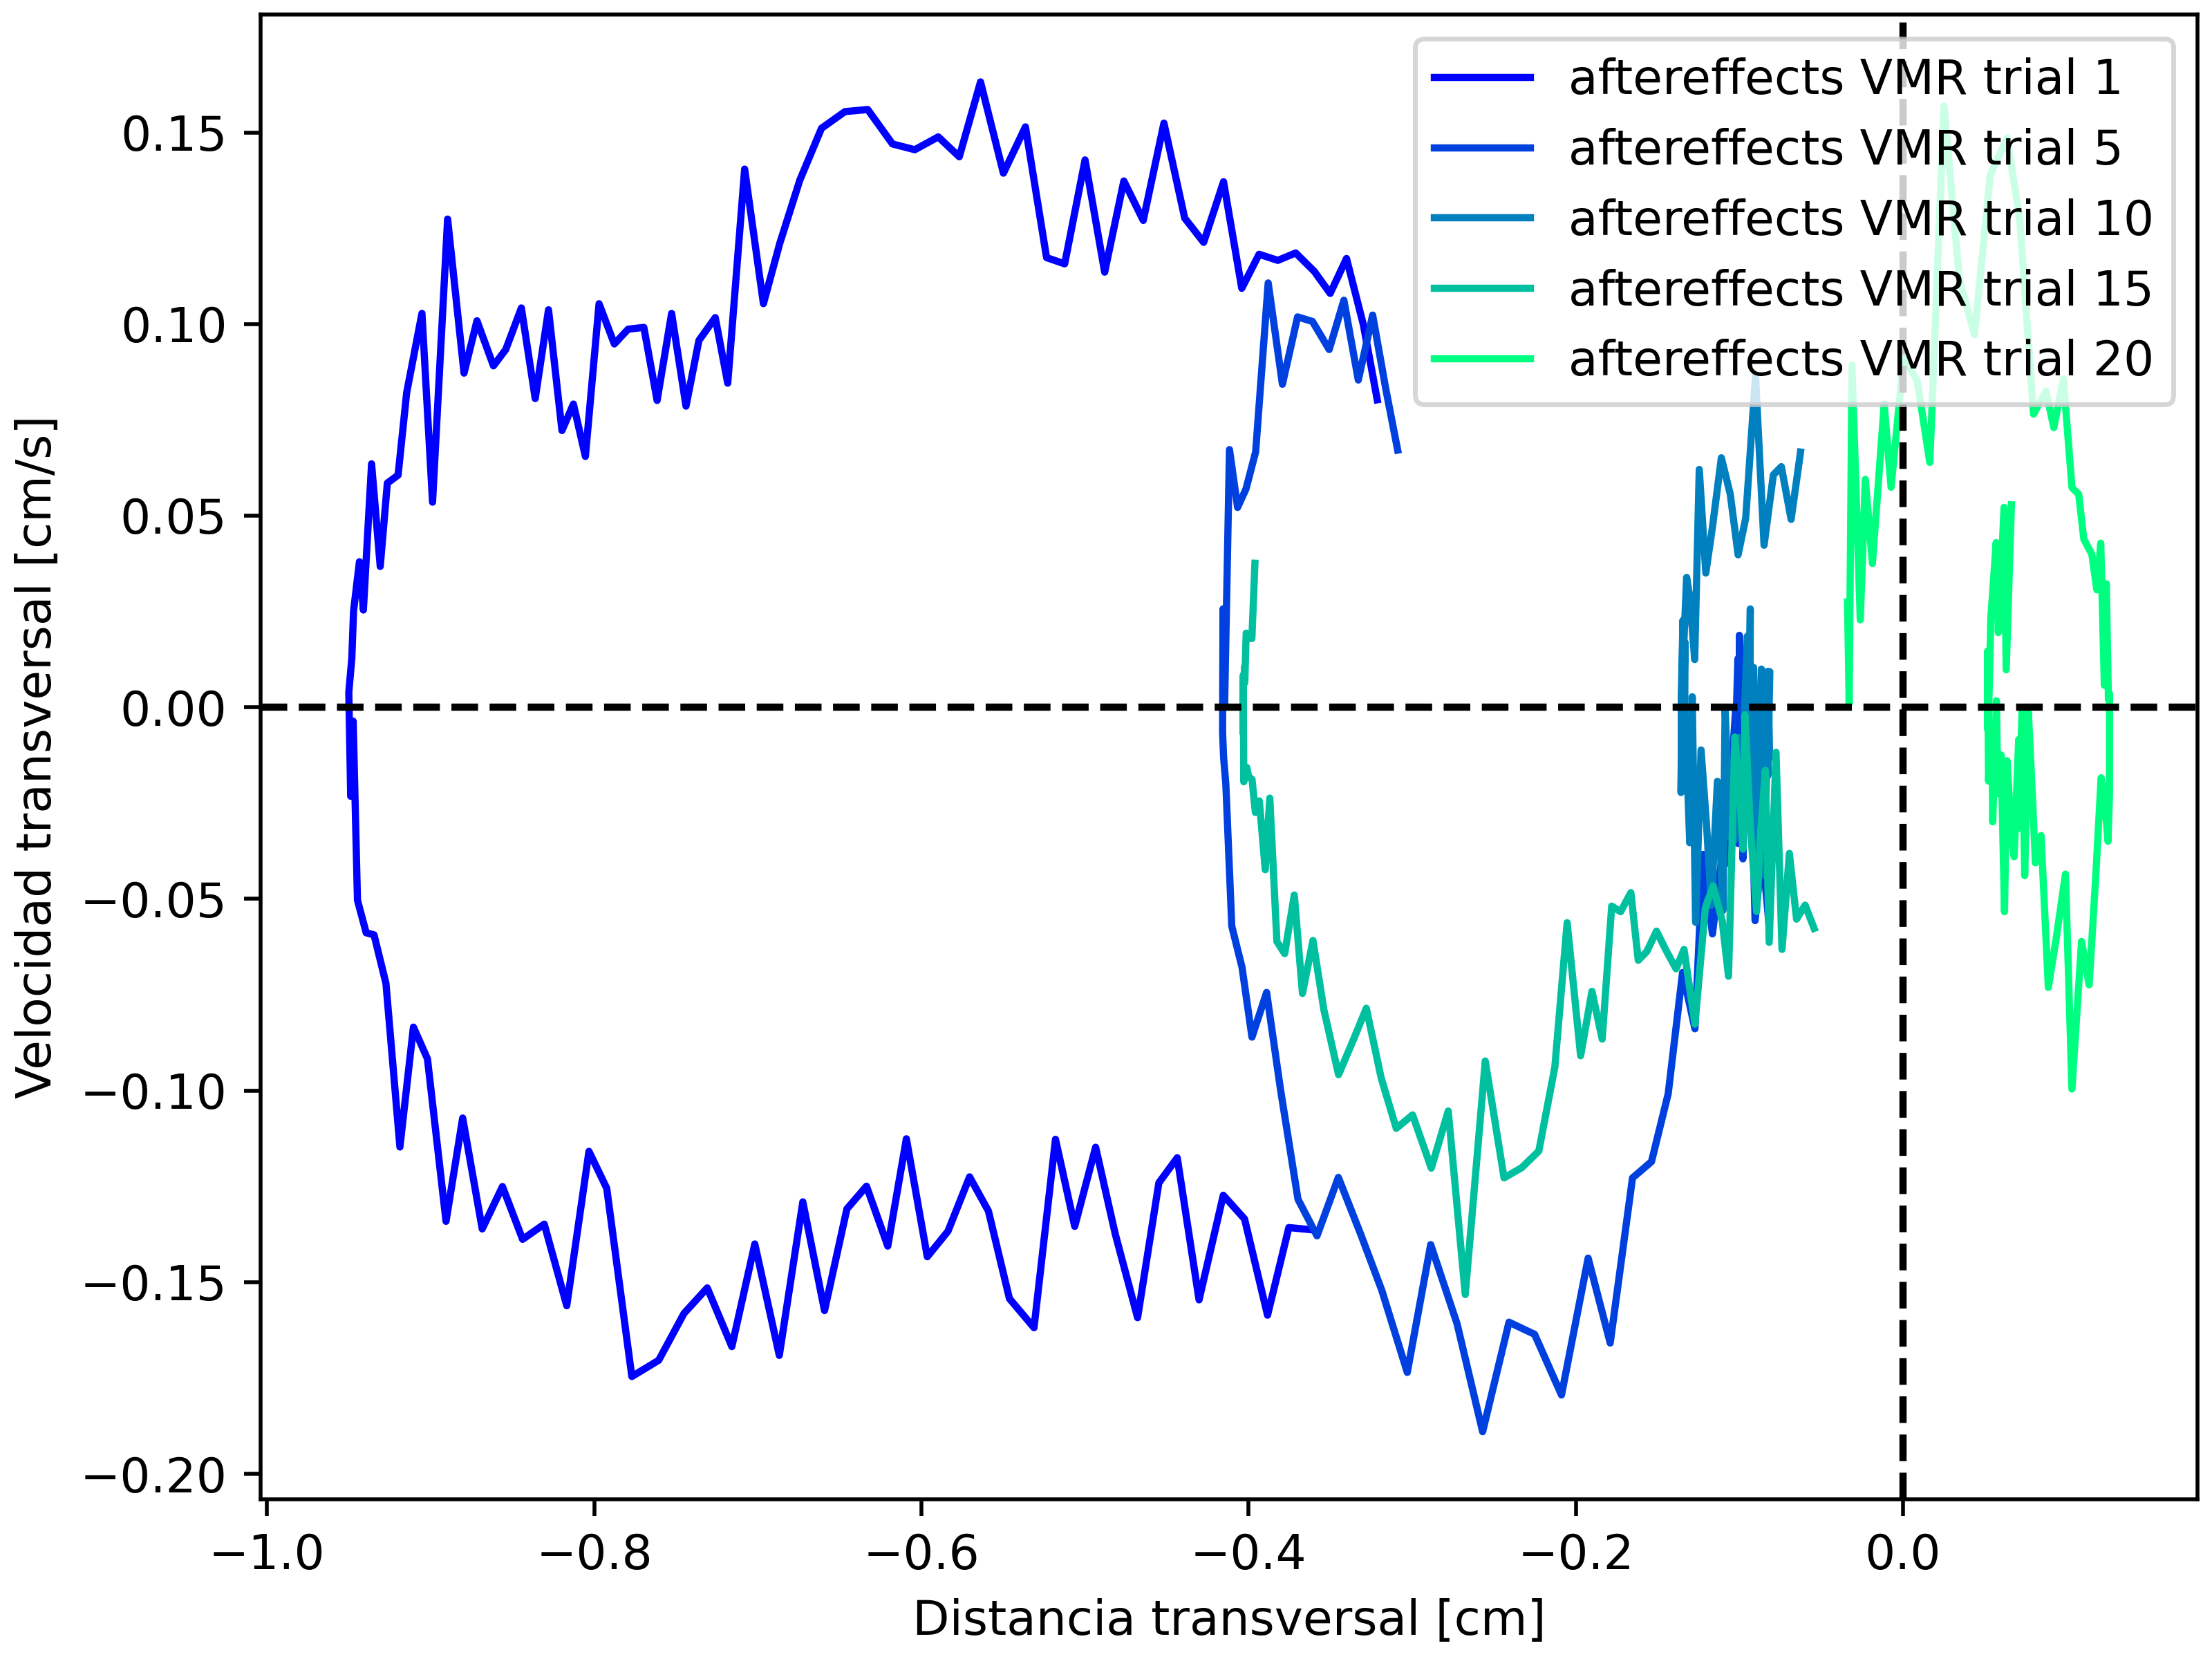 aftereffects VMR trial 1
aftereffects VMR trial 5
aftereffects VMR trial 10
aftereffects VMR trial 15
aftereffects VMR trial 20
0.15
0.10
0.05
0.00
−0.05
−0.10
−0.15
−0.20
Velocidad transversal [cm/s]
−1.0 −0.8 −0.6 −0.4 −0.2 0.0
Distancia transversal [cm]